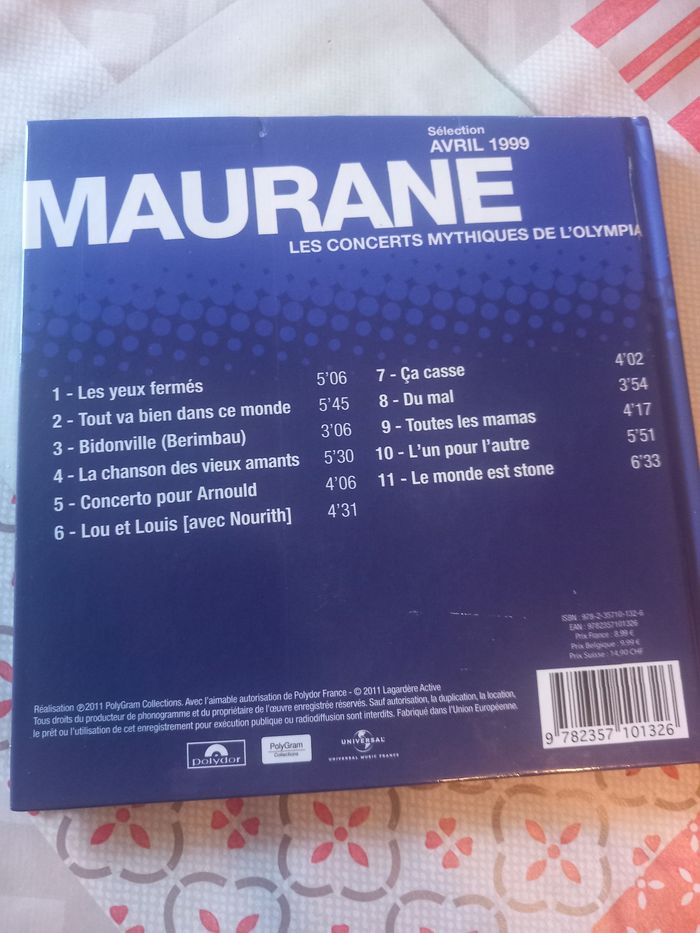 Sélection
AVRIL 1999
MAURANE
LES CONCERTS MYTHIQUES DE L'OLYMPIA
1 - Les yeux fermés 5'06
2 - Tout va bien dans ce monde 5'45
3 - Bidonville (Berimbau) 3'06
4 - La chanson des vieux amants 5'30
5 - Concerto pour Arnould 4'06
6 - Lou et Louis [avec Nourith] 4'31
7 - Ça casse 4'02
8 - Du mal 3'54
9 - Toutes les mamas 4'17
10 - L'un pour l'autre 5'51
11 - Le monde est stone 6'33
ISBN : 978-2-35710-132-6
EAN : 9782357101326
Prix France : 8.99 €
Prix Belgique : 9.99 €
Prix Suisse : 14,90 CHF
Réalisation ℗2011 PolyGram Collections. Avec l'aimable autorisation de Polydor France - © 2011 Lagardère Active
Tous droits du producteur de phonogramme et du propriétaire de l'œuvre enregistrée réservés. Sauf autorisation, la duplication, la location,
le prêt ou l'utilisation de cet enregistrement pour exécution publique ou radiodiffusion sont interdits. Fabriqué dans l'Union Européenne.
polydor
PolyGram
Collections
UNIVERSAL
UNIVERSAL MUSIC FRANCE
9 782357 101326